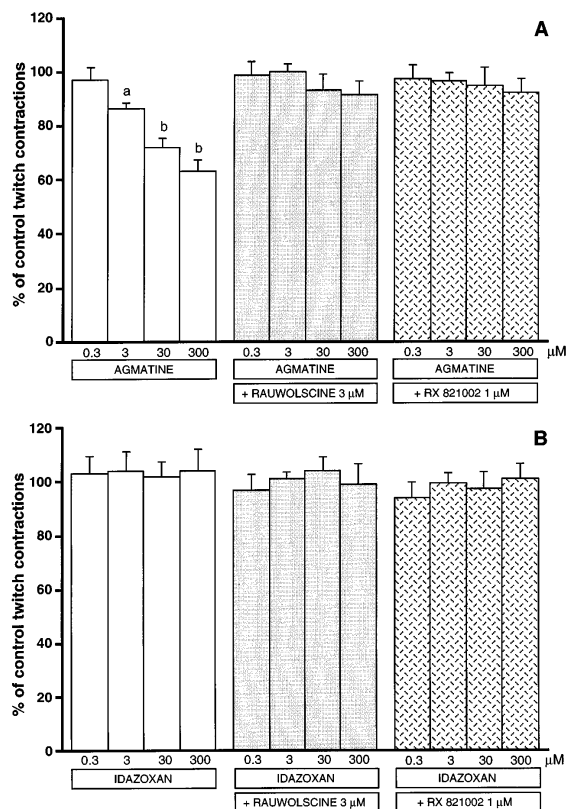 A
120
100
80
60
40
20
0
% of control twitch contractions
a
b
b
0.3 3 30 300 0.3 3 30 300 0.3 3 30 300 µM
AGMATINE AGMATINE AGMATINE
+ RAUWOLSCINE 3 µM + RX 821002 1 µM
B
120
100
80
60
40
20
0
% of control twitch contractions
0.3 3 30 300 0.3 3 30 300 0.3 3 30 300 µM
IDAZOXAN IDAZOXAN IDAZOXAN
+ RAUWOLSCINE 3 µM + RX 821002 1 µM